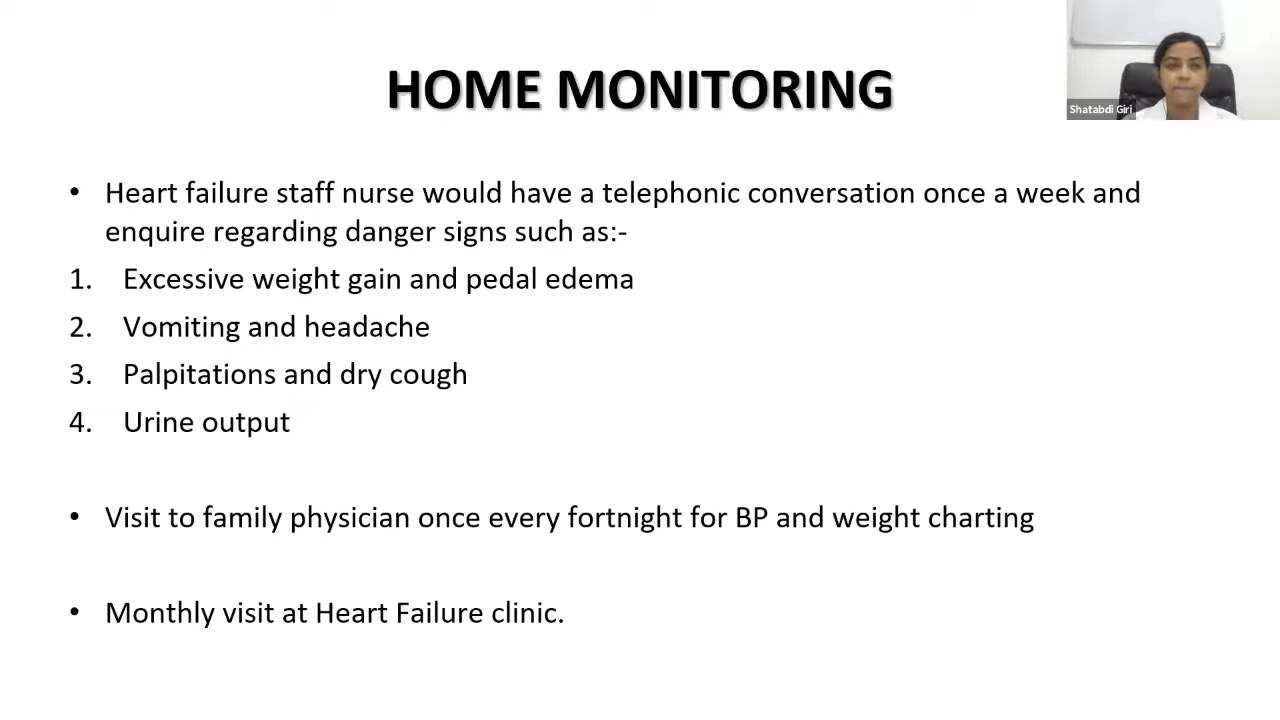 HOME MONITORING
Shatabdi Giri
• Heart failure staff nurse would have a telephonic conversation once a week and
enquire regarding danger signs such as:-
1. Excessive weight gain and pedal edema
2. Vomiting and headache
3. Palpitations and dry cough
4. Urine output
• Visit to family physician once every fortnight for BP and weight charting
• Monthly visit at Heart Failure clinic.